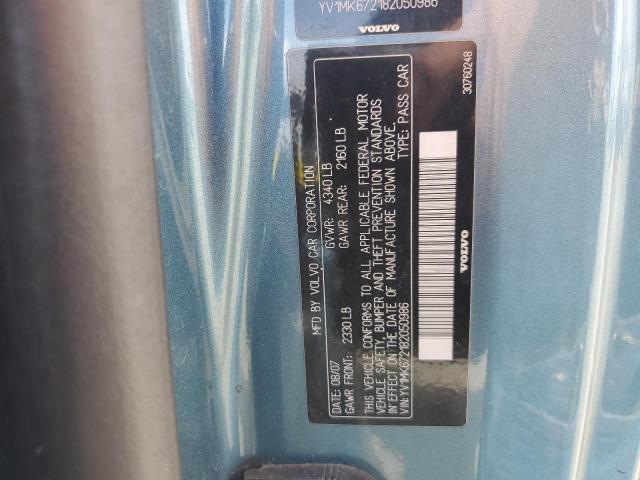 YV1MK672182050986
VOLVO
MFD BY VOLVO CAR CORPORATION
DATE: 08/07 GVWR: 4340 LB
GAWR FRONT: 2330 LB GAWR REAR: 2160 LB
THIS VEHICLE CONFORMS TO ALL APPLICABLE FEDERAL MOTOR
VEHICLE SAFETY, BUMPER AND THEFT PREVENTION STANDARDS
IN EFFECT ON THE DATE OF MANUFACTURE SHOWN ABOVE.
VIN: YV1MK672182050986 TYPE: PASS CAR
VOLVO
30760248